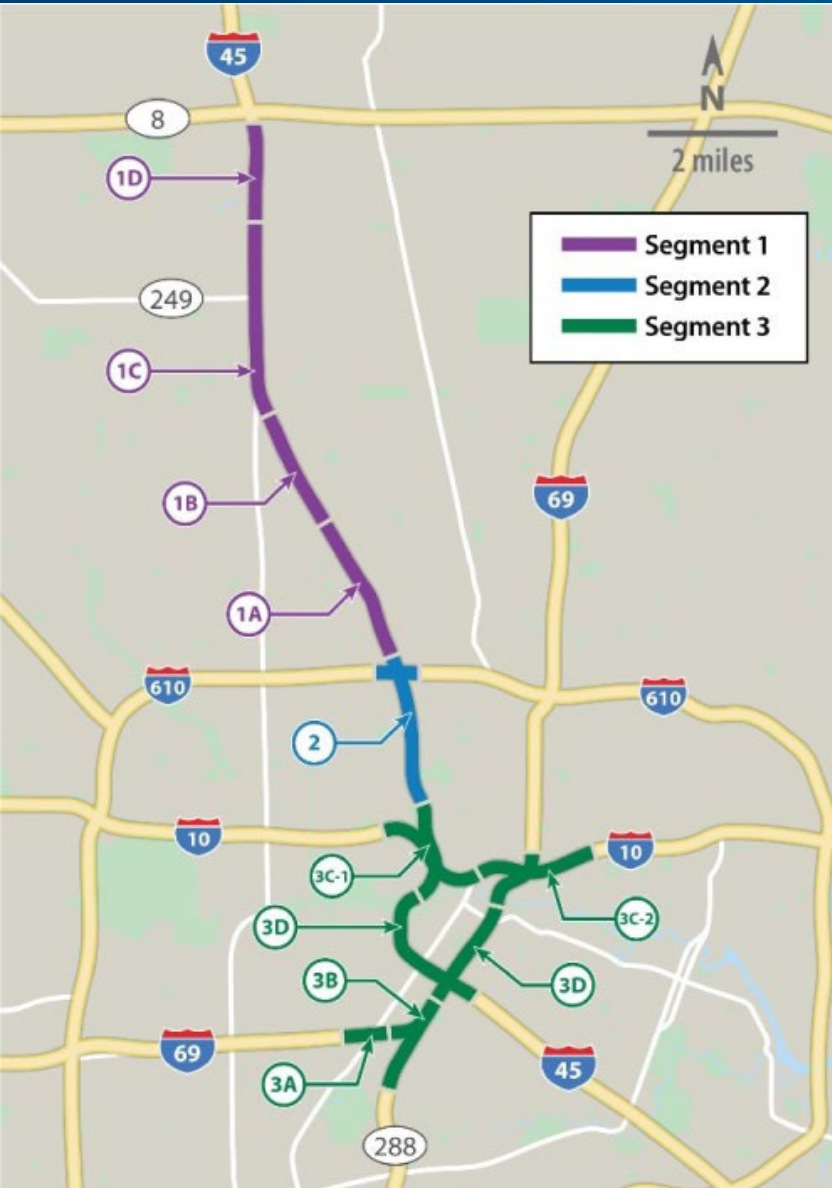 45
N
8
2 miles
1D
Segment 1
Segment 2
249
Segment 3
1C
69
1B
1A
610
610
2
10
10
3C-1
3C-2
3D
3B
3D
69
45
3A
288